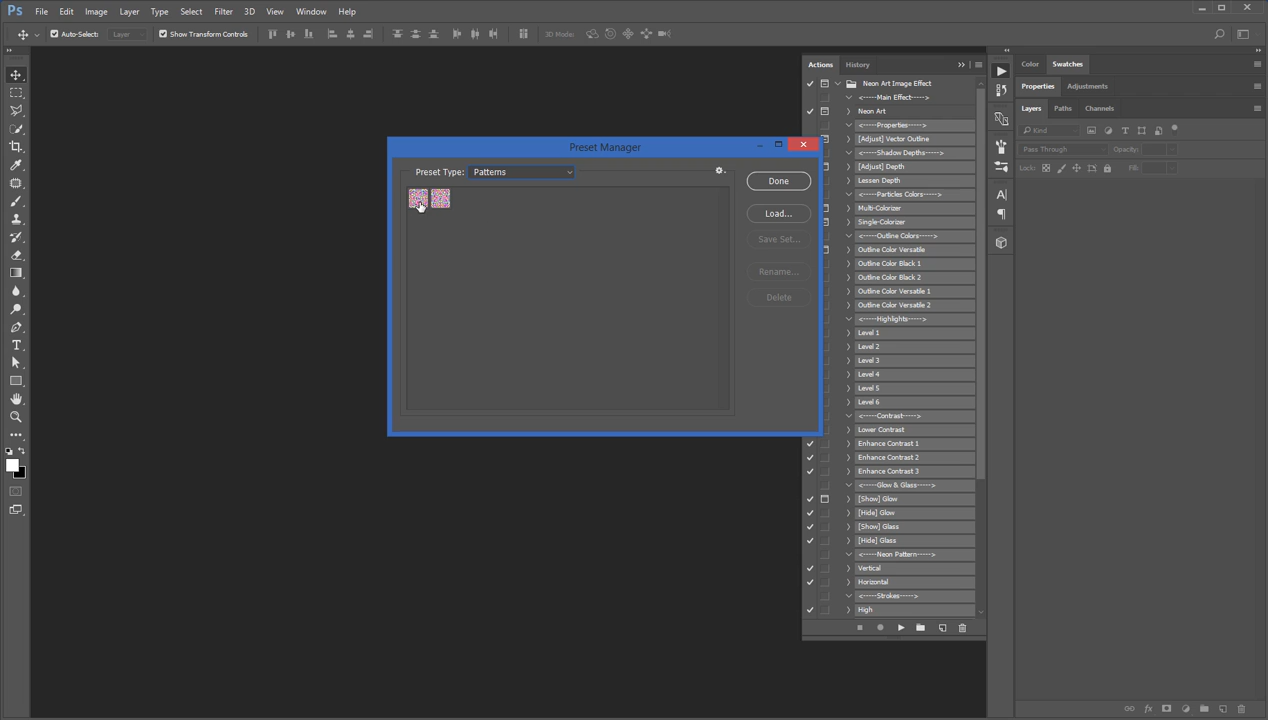 Ps File Edit Image Layer Type Select Filter 3D View Window Help
Auto-Select: Layer Show Transform Controls 3D Mode:
Actions History
Neon Art Image Effect
<-----Main Effect---->
Neon Art
<-----Properties----->
[Adjust] Vector Outline
<-----Shadow Depths----->
[Adjust] Depth
Lessen Depth
<-----Particles Colors---->
Multi-Colorizer
Single-Colorizer
<-----Outline Colors----->
Outline Color Versatile
Outline Color Black 1
Outline Color Black 2
Outline Color Versatile 1
Outline Color Versatile 2
<-----Highlights----->
Level 1
Level 2
Level 3
Level 4
Level 5
Level 6
<-----Contrast----->
Lower Contrast
Enhance Contrast 1
Enhance Contrast 2
Enhance Contrast 3
<-----Glow & Glass----->
[Show] Glow
[Hide] Glow
[Show] Glass
[Hide] Glass
<-----Neon Pattern----->
Vertical
Horizontal
<-----Strokes----->
High
Preset Manager
Preset Type: Patterns
Done
Load...
Save Set...
Rename...
Delete
Color Swatches
Properties Adjustments
Layers Paths Channels
Kind
Pass Through Opacity:
Lock: Fill: